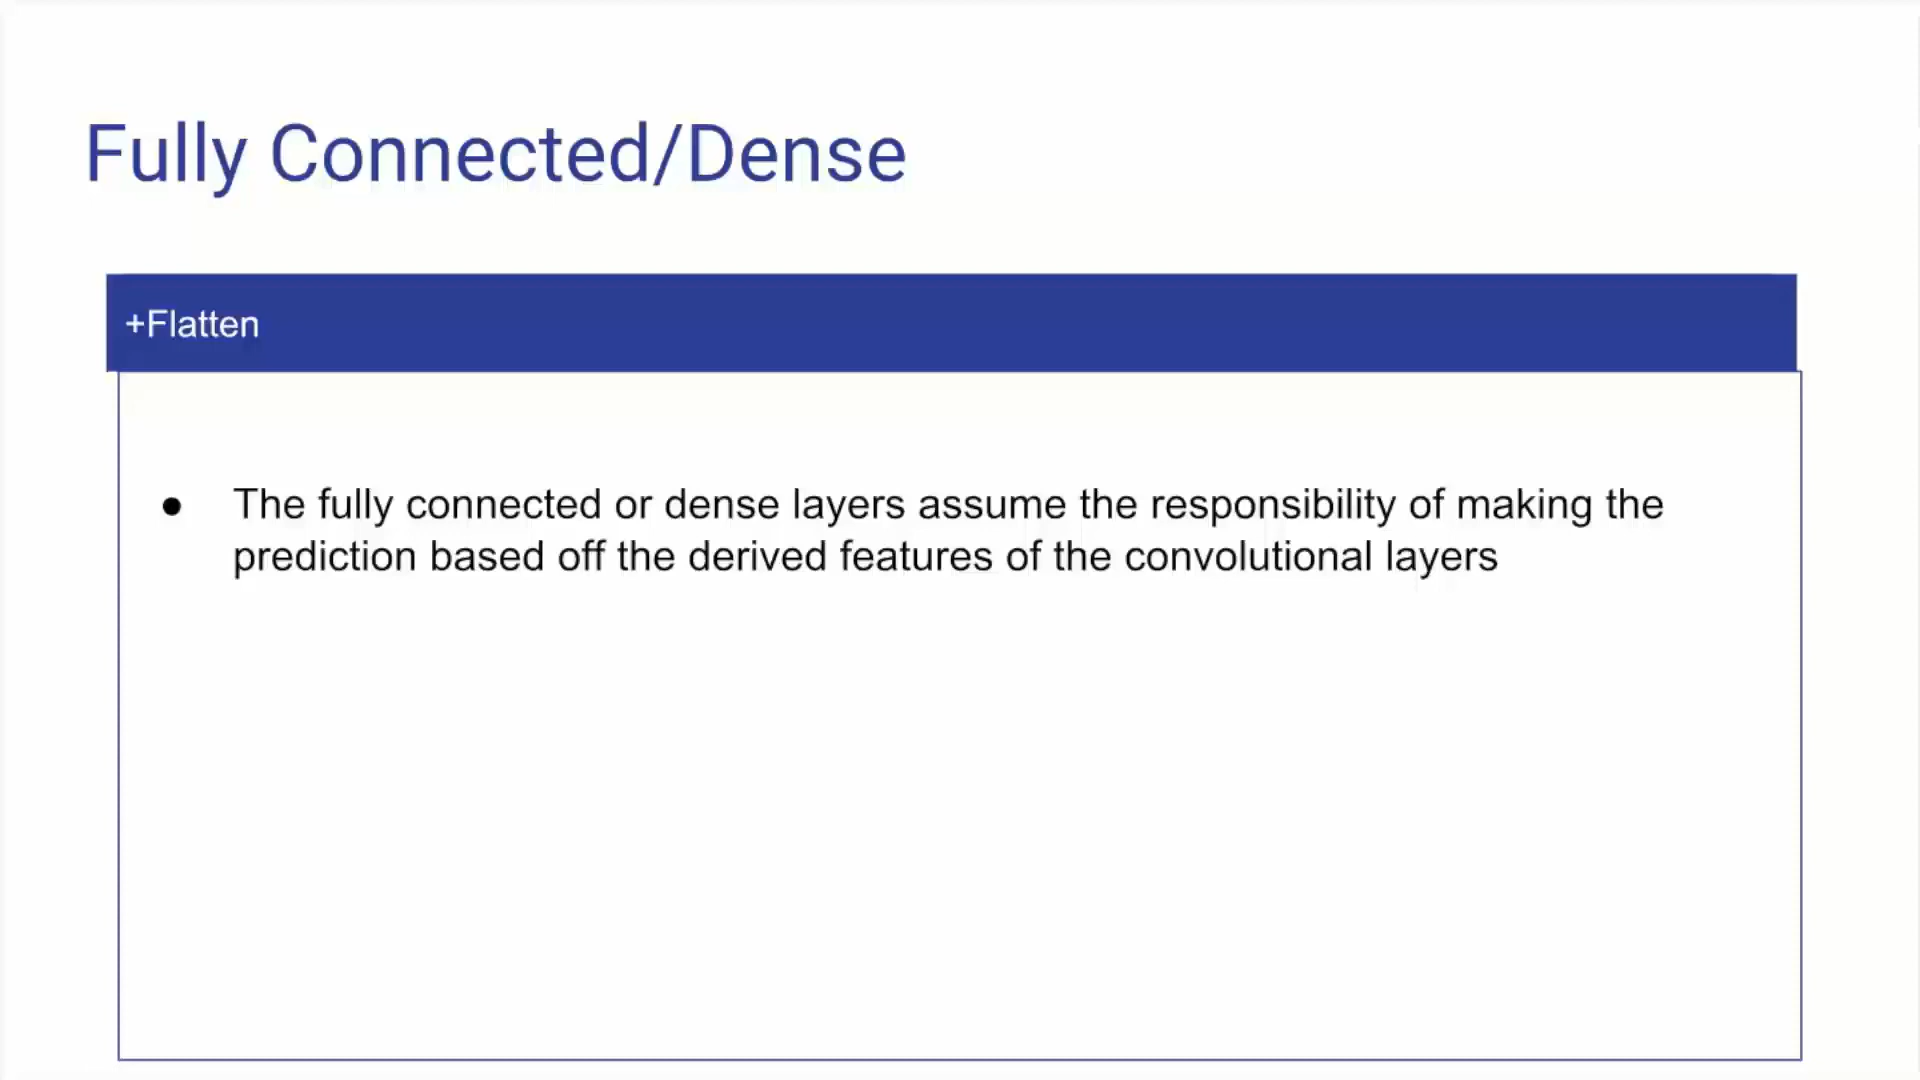 Fully Connected/Dense
+Flatten
● The fully connected or dense layers assume the responsibility of making the
prediction based off the derived features of the convolutional layers